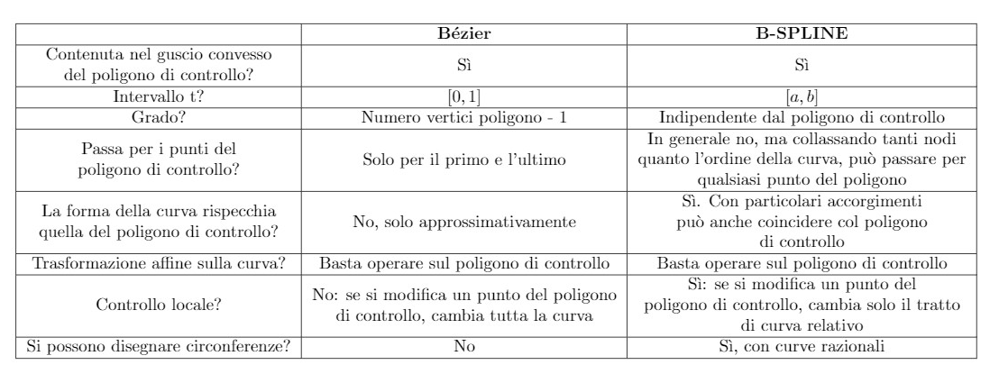 Bézier B-SPLINE
Contenuta nel guscio convesso
del poligono di controllo?
Sì
Sì
Intervallo t? [0, 1] [a, b]
Grado? Numero vertici poligono - 1 Indipendente dal poligono di controllo
Passa per i punti del
poligono di controllo?
Solo per il primo e l'ultimo
In generale no, ma collassando tanti nodi
quanto l'ordine della curva, può passare per
qualsiasi punto del poligono
La forma della curva rispecchia
quella del poligono di controllo?
No, solo approssimativamente
Sì. Con particolari accorgimenti
può anche coincidere col poligono
di controllo
Trasformazione affine sulla curva? Basta operare sul poligono di controllo Basta operare sul poligono di controllo
Controllo locale?
No: se si modifica un punto del poligono
di controllo, cambia tutta la curva
Sì: se si modifica un punto del
poligono di controllo, cambia solo il tratto
di curva relativo
Si possono disegnare circonferenze? No Sì, con curve razionali